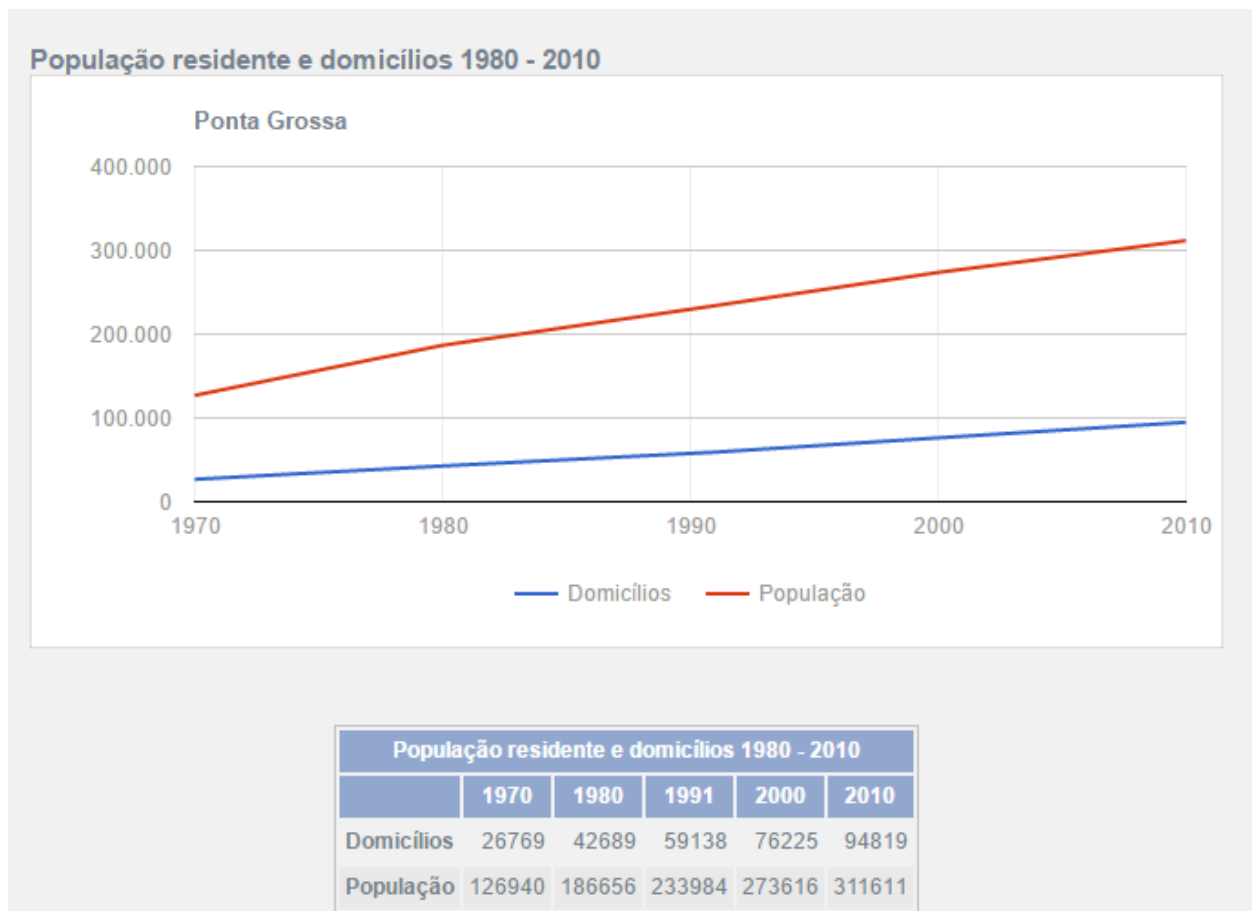 População residente e domicílios 1980 - 2010
Ponta Grossa
400.000
300.000
200.000
100.000
0
1970 1980 1990 2000 2010
Domicílios População
População residente e domicílios 1980 - 2010
1970 1980 1991 2000 2010
Domicílios 26769 42689 59138 76225 94819
População 126940 186656 233984 273616 311611